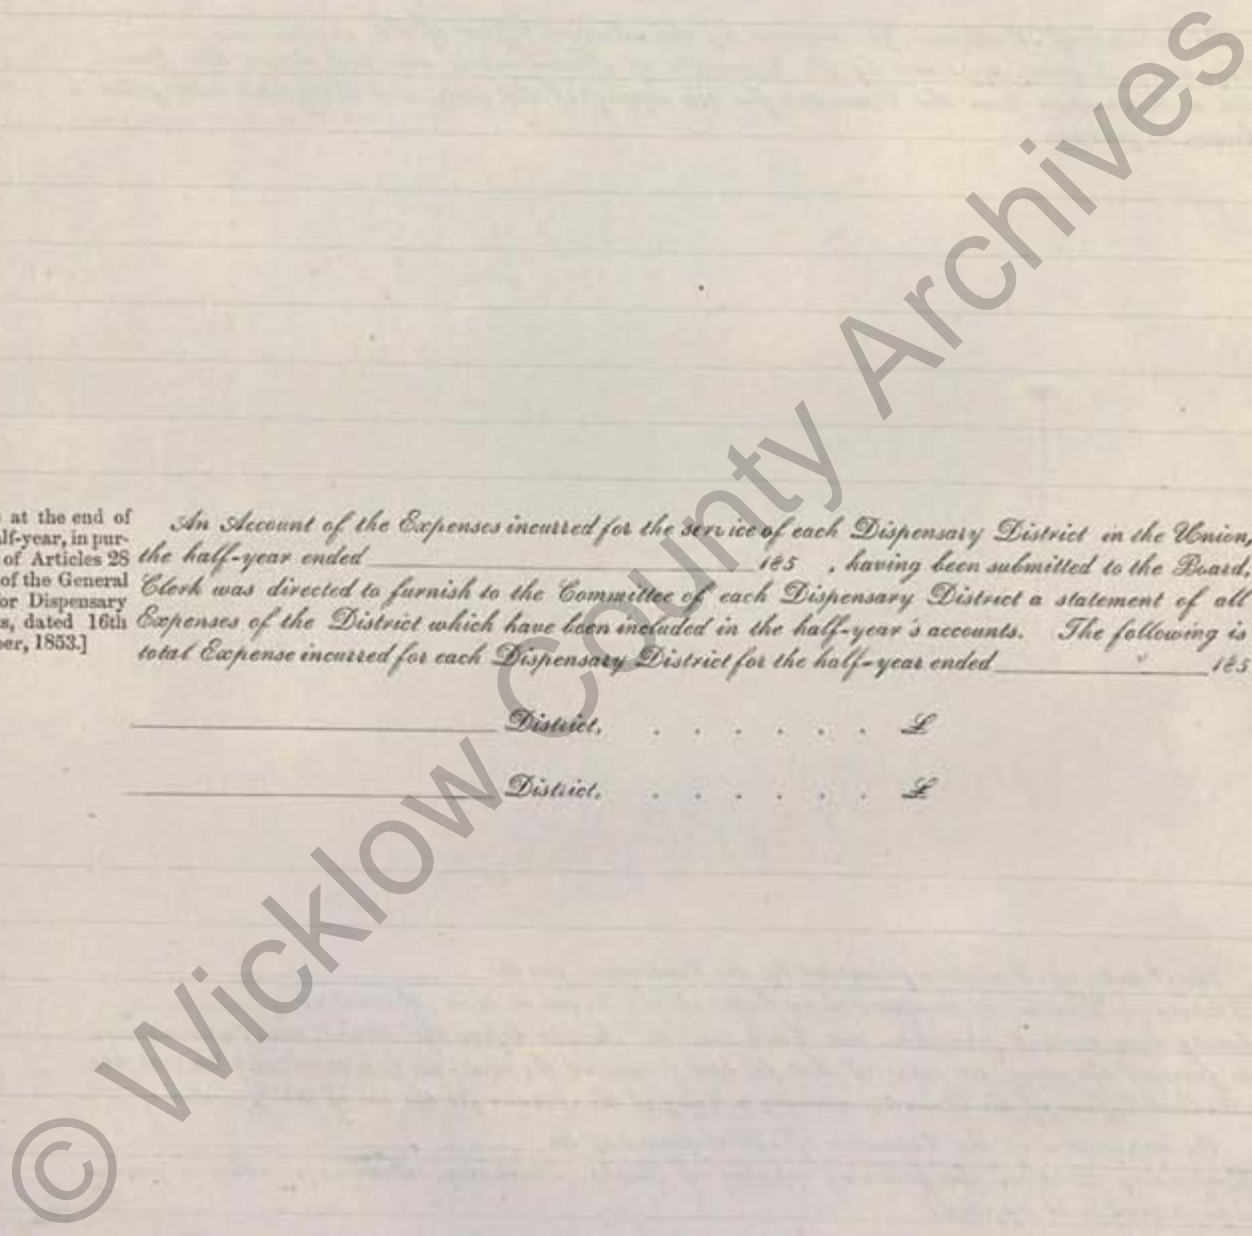 at the end of
lf-year, in pur-
of Articles 28
of the General
or Dispensary
s, dated 16th
er, 1853.]
An Account of the Expenses incurred for the service of each Dispensary District in the Union,
the half-year ended 185 , having been submitted to the Board,
Clerk was directed to furnish to the Committee of each Dispensary District a statement of all
Expenses of the District which have been included in the half-year's accounts. The following is
total Expense incurred for each Dispensary District for the half-year ended 185
District, . . . . . . £
District, . . . . . . £
© Wicklow County Archives